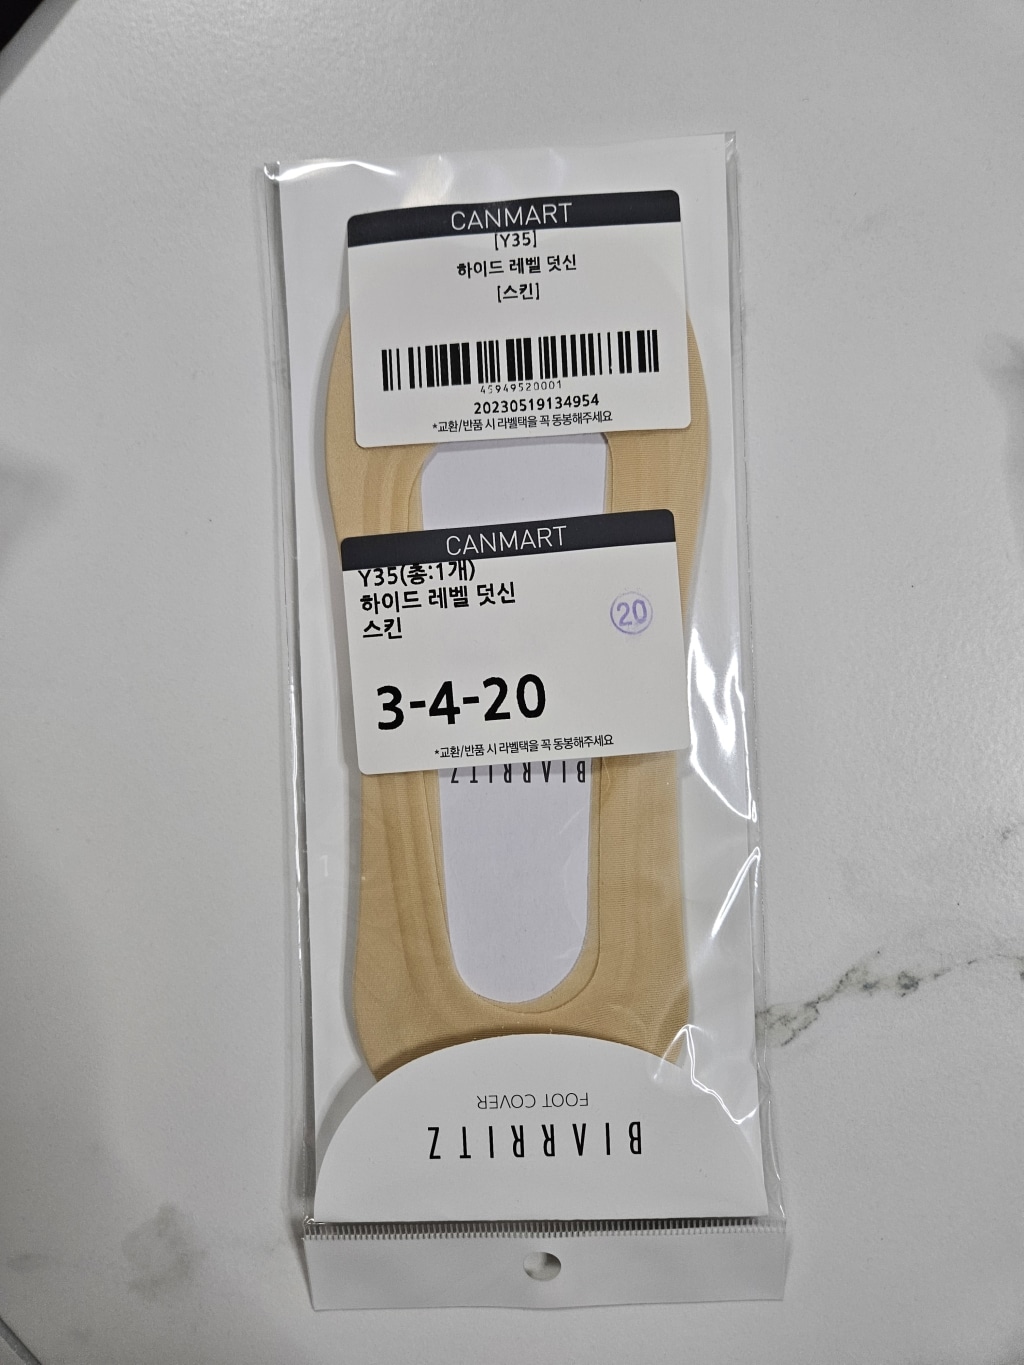 CANMART
[Y35]
하이드 레벨 덧신
[스킨]
45949520001
20230519134954
*교환/반품 시 라벨택을 꼭 동봉해주세요
CANMART
Y35(총:1개)
하이드 레벨 덧신
스킨
20
3-4-20
*교환/반품 시 라벨택을 꼭 동봉해주세요
BIARRITZ
FOOT COVER
BIARRITZ